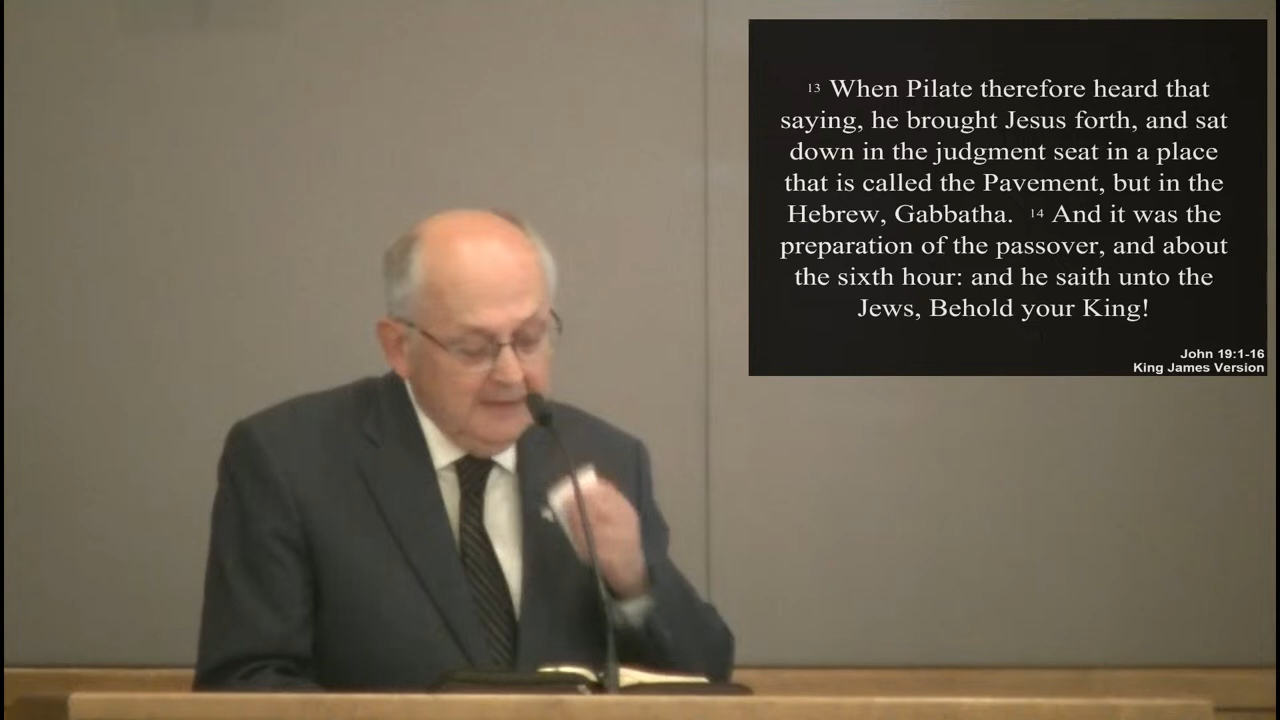 13 When Pilate therefore heard that
saying, he brought Jesus forth, and sat
down in the judgment seat in a place
that is called the Pavement, but in the
Hebrew, Gabbatha. 14 And it was the
preparation of the passover, and about
the sixth hour: and he saith unto the
Jews, Behold your King!
John 19:1-16
King James Version